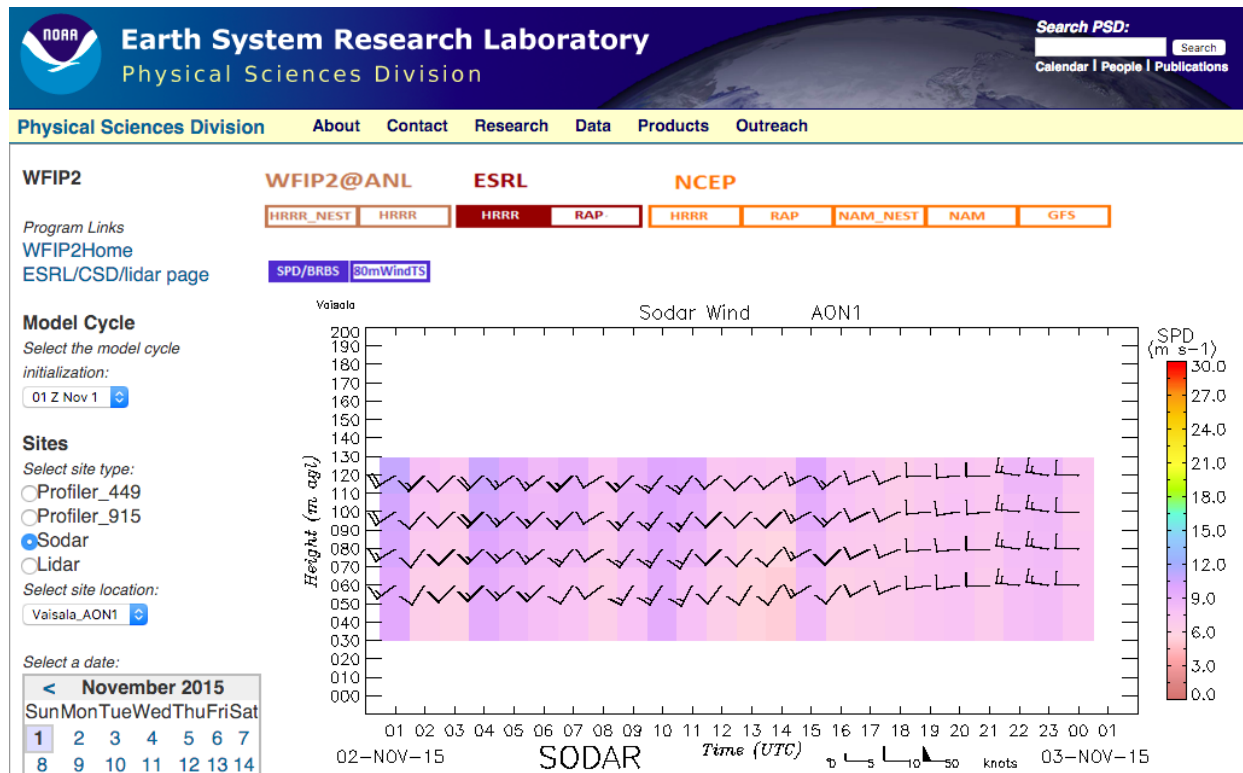 NOAA
Earth System Research Laboratory
Physical Sciences Division
Search PSD:
Search
Calendar | People | Publications
Physical Sciences Division About Contact Research Data Products Outreach
WFIP2
Program Links
WFIP2Home
ESRL/CSD/lidar page
Model Cycle
Select the model cycle
initialization:
01 Z Nov 1
Sites
Select site type:
Profiler_449
Profiler_915
Sodar
Lidar
Select site location:
Vaisala_AON1
Select a date:
< November 2015
Sun Mon Tue Wed Thu Fri Sat
1 2 3 4 5 6 7
8 9 10 11 12 13 14
WFIP2@ANL ESRL NCEP
HRRR_NEST HRRR HRRR RAP HRRR RAP NAM_NEST NAM GFS
SPD/BRBS 80mWindTS
Vaisala
Sodar Wind AON1
200
190
180
170
160
150
140
130
120
110
100
090
080
070
060
050
040
030
020
010
000
Height (m agl)
01 02 03 04 05 06 07 08 09 10 11 12 13 14 15 16 17 18 19 20 21 22 23 00 01
02-NOV-15 SODAR Time (UTC) 5 10 50 knots 03-NOV-15
SPD
(m s-1)
30.0
27.0
24.0
21.0
18.0
15.0
12.0
9.0
6.0
3.0
0.0